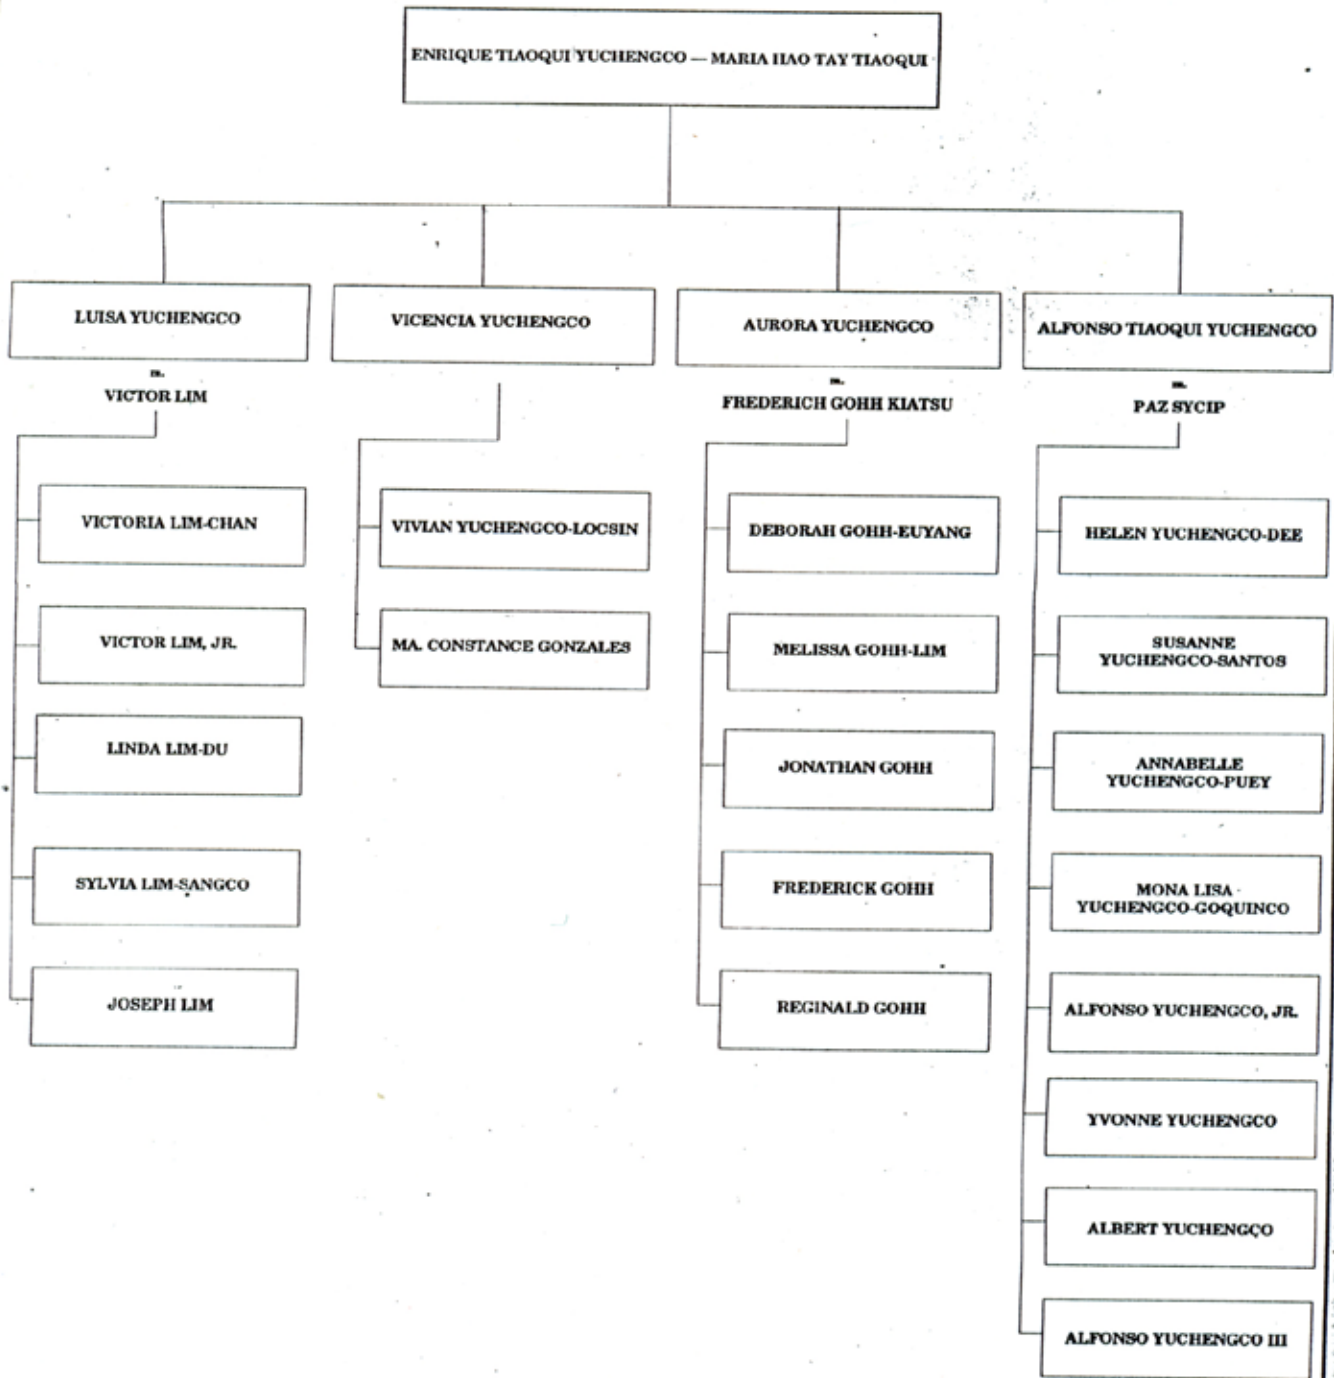 ENRIQUE TIAOQUI YUCHENGCO — MARIA HAO TAY TIAOQUI
LUISA YUCHENGCO
m.
VICTOR LIM
VICTORIA LIM-CHAN
VICTOR LIM, JR.
LINDA LIM-DU
SYLVIA LIM-SANGCO
JOSEPH LIM
VICENCIA YUCHENGCO
VIVIAN YUCHENGCO-LOCSIN
MA. CONSTANCE GONZALES
AURORA YUCHENGCO
m.
FREDERICH GOHH KIATSU
DEBORAH GOHH-EUYANG
MELISSA GOHH-LIM
JONATHAN GOHH
FREDERICK GOHH
REGINALD GOHH
ALFONSO TIAOQUI YUCHENGCO
m.
PAZ SYCIP
HELEN YUCHENGCO-DEE
SUSANNE
YUCHENGCO-SANTOS
ANNABELLE
YUCHENGCO-PUEY
MONA LISA
YUCHENGCO-GOQUINCO
ALFONSO YUCHENGCO, JR.
YVONNE YUCHENGCO
ALBERT YUCHENGCO
ALFONSO YUCHENGCO III